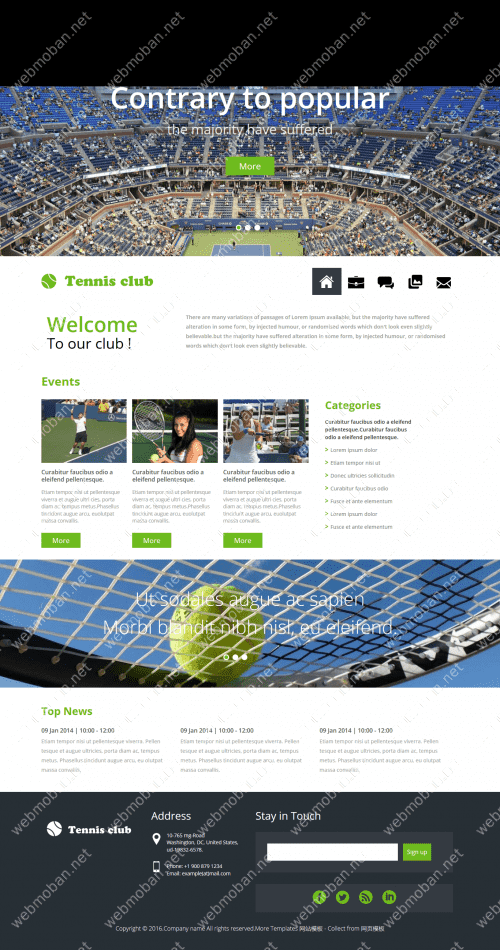 Contrary to popular
the majority have suffered
More
Tennis club
Welcome
To our club !
There are many variations of passages of Lorem Ipsum available, but the majority have suffered
alteration in some form, by injected humour, or randomised words which don't look even slightly
believable.but the majority have suffered alteration in some form, by injected humour, or randomised
words which don't look even slightly believable.
Events
Curabitur faucibus odio a
eleifend pellentesque.
Etiam tempor nisi ut pellentesque
viverra et augue ultri cies, porta
diam ac, tempus metus.Phasellus
tincidunt augue arcu, eu volutpat
massa convallis.
More
Curabitur faucibus odio a
eleifend pellentesque.
Etiam tempor nisi ut pellentesque
viverra et augue ultri cies, porta
diam ac, tempus metus.Phasellus
tincidunt augue arcu, eu volutpat
massa convallis.
More
Curabitur faucibus odio a
eleifend pellentesque.
Etiam tempor nisi ut pellentesque
viverra et augue ultri cies, porta
diam ac, tempus metus.Phasellus
tincidunt augue arcu, eu volutpat
massa convallis.
More
Categories
Curabitur faucibus odio a eleifend
pellentesque.Curabitur faucibus
odio a eleifend pellentesque.
Lorem ipsum dolor
Etiam tempor nisi ut
Donec ultricies sollicitudin
Curabitur faucibus odio
Fusce et ante elementum
Lorem ipsum dolor
Fusce et ante elementum
Ut sodales augue ac sapien
Morbi blandit nibh nisl, eu eleifend.
Top News
09 Jan 2014 | 10:00 - 12:00
Etiam tempor nisi ut pellentesque viverra. Pellen
tesque et augue ultricies, porta diam ac, tempus
metus. Phasellus tincidunt augue arcu, eu olutpat
massa convallis.
09 Jan 2014 | 10:00 - 12:00
Etiam tempor nisi ut pellentesque viverra. Pellen
tesque et augue ultricies, porta diam ac, tempus
metus. Phasellus tincidunt augue arcu, eu olutpat
massa convallis.
09 Jan 2014 | 10:00 - 12:00
Etiam tempor nisi ut pellentesque viverra. Pellen
tesque et augue ultricies, porta diam ac, tempus
metus. Phasellus tincidunt augue arcu, eu olutpat
massa convallis.
Tennis club
Address
10-765 mg-Road
Washington, DC, United States,
ud-19832-6578.
Phone: +1 900 879 1234
Email: example(at)mail.com
Stay in Touch
Sign up
Copyright © 2016.Company name All rights reserved.More Templates 网站模板 - Collect from 网页模板
webmoban.net